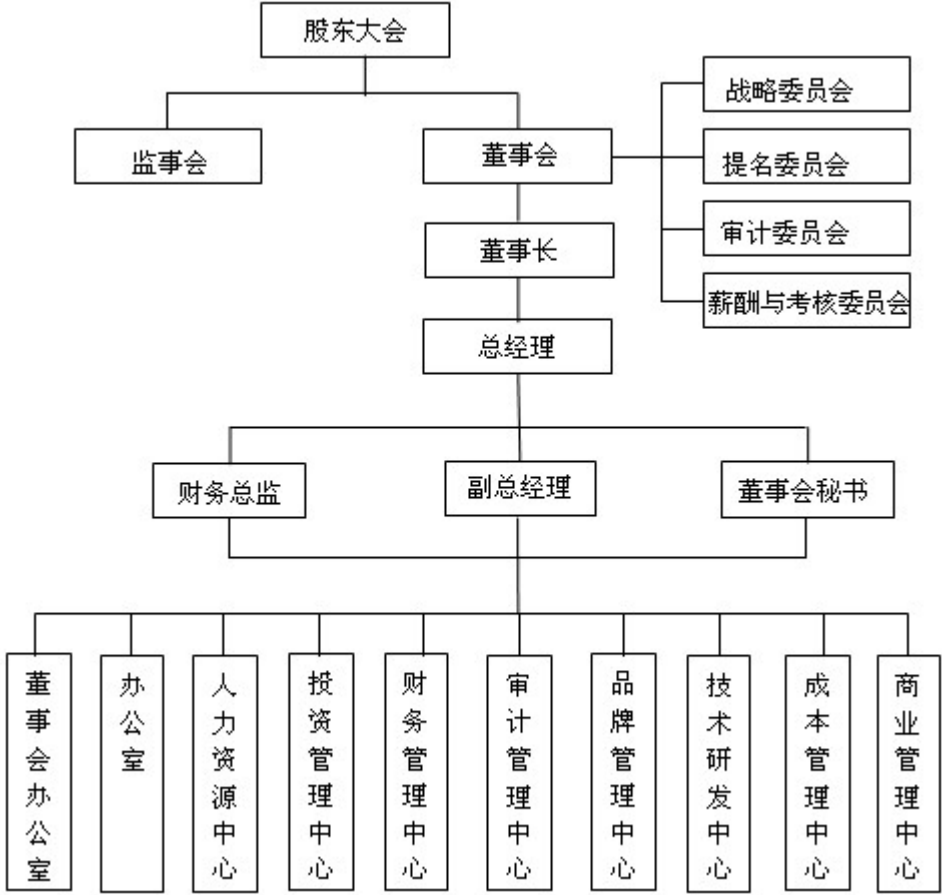 股东大会
监事会
董事会
战略委员会
提名委员会
审计委员会
薪酬与考核委员会
董事长
总经理
财务总监
副总经理
董事会秘书
董事会办公室
办公室
人力资源中心
投资管理中心
财务管理中心
审计管理中心
品牌管理中心
技术研发中心
成本管理中心
商业管理中心